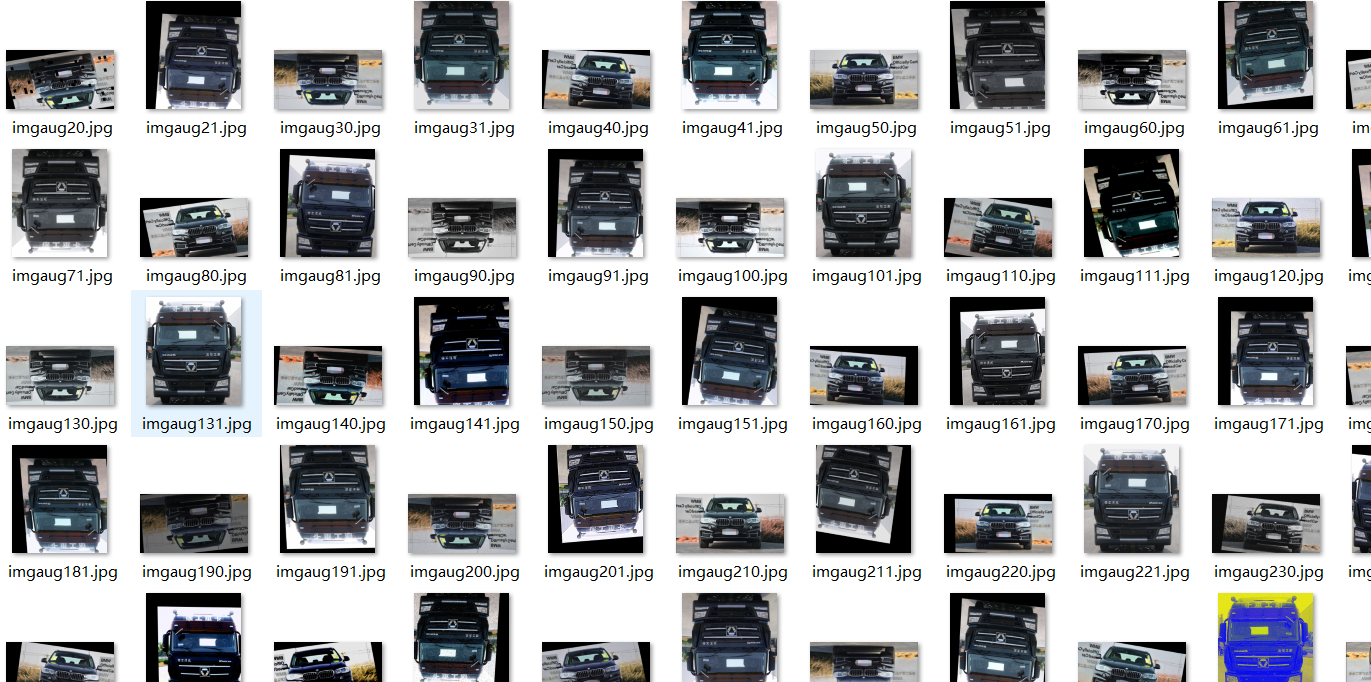 imgaug20.jpg imgaug21.jpg imgaug30.jpg imgaug31.jpg imgaug40.jpg imgaug41.jpg imgaug50.jpg imgaug51.jpg imgaug60.jpg imgaug61.jpg
imgaug71.jpg imgaug80.jpg imgaug81.jpg imgaug90.jpg imgaug91.jpg imgaug100.jpg imgaug101.jpg imgaug110.jpg imgaug111.jpg imgaug120.jpg
imgaug130.jpg imgaug131.jpg imgaug140.jpg imgaug141.jpg imgaug150.jpg imgaug151.jpg imgaug160.jpg imgaug161.jpg imgaug170.jpg imgaug171.jpg
imgaug181.jpg imgaug190.jpg imgaug191.jpg imgaug200.jpg imgaug201.jpg imgaug210.jpg imgaug211.jpg imgaug220.jpg imgaug221.jpg imgaug230.jpg